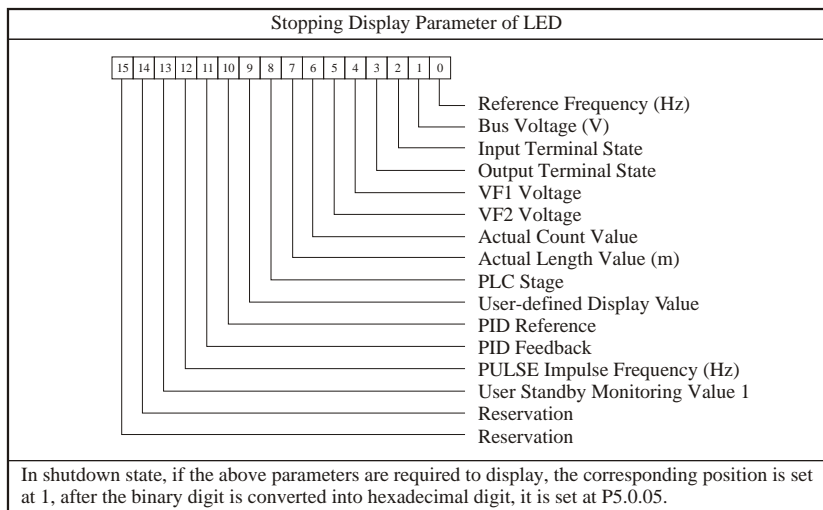 Stopping Display Parameter of LED
15 14 13 12 11 10 9 8 7 6 5 4 3 2 1 0
Reference Frequency (Hz)
Bus Voltage (V)
Input Terminal State
Output Terminal State
VF1 Voltage
VF2 Voltage
Actual Count Value
Actual Length Value (m)
PLC Stage
User-defined Display Value
PID Reference
PID Feedback
PULSE Impulse Frequency (Hz)
User Standby Monitoring Value 1
Reservation
Reservation
In shutdown state, if the above parameters are required to display, the corresponding position is set
at 1, after the binary digit is converted into hexadecimal digit, it is set at P5.0.05.